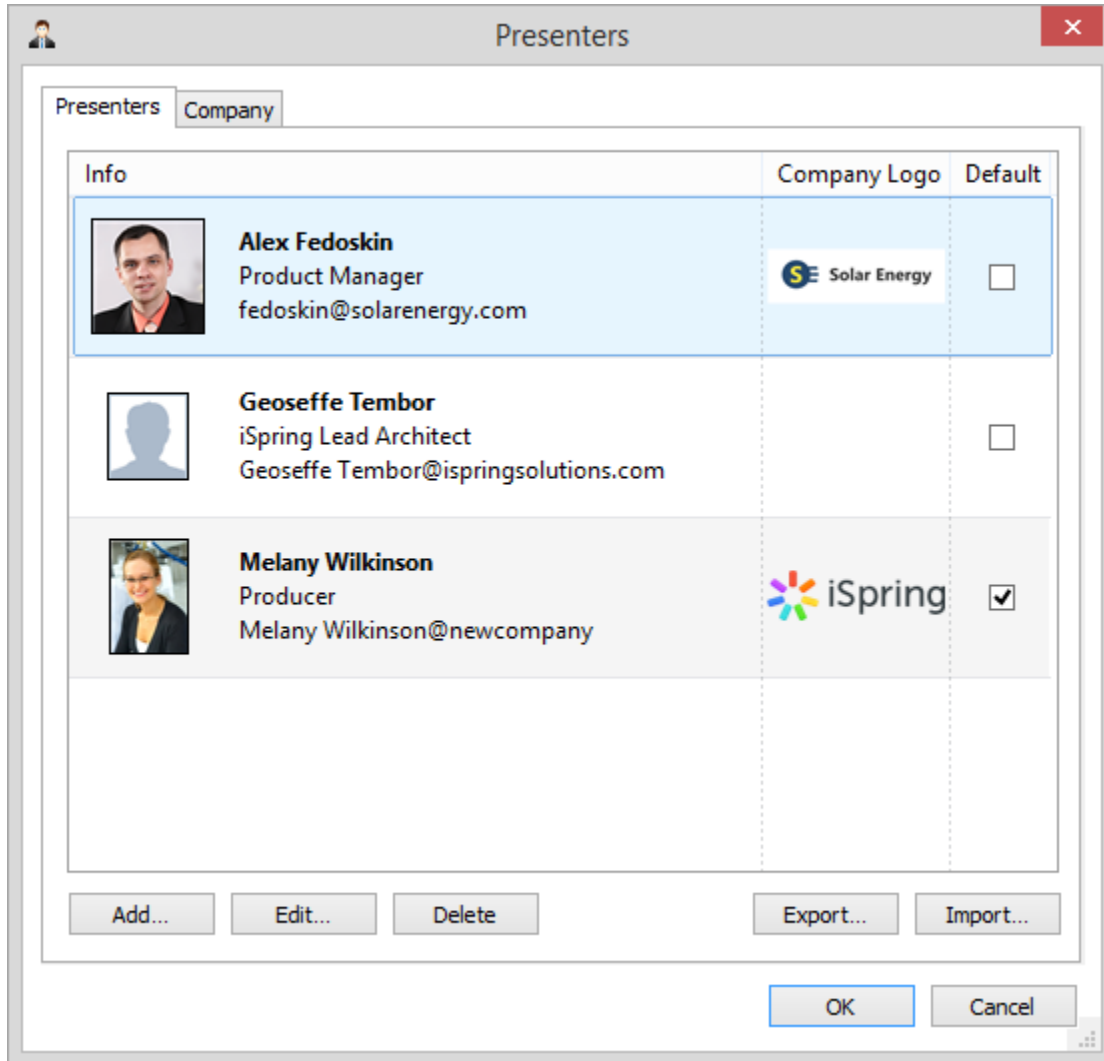 Presenters
Presenters
Company
Info
Company Logo
Default
Alex Fedoskin
Product Manager
fedoskin@solarenergy.com
SE Solar Energy
Geoseffe Tembor
iSpring Lead Architect
Geoseffe Tembor@ispringsolutions.com
Melany Wilkinson
Producer
Melany Wilkinson@newcompany
iSpring
Add...
Edit...
Delete
Export...
Import...
OK
Cancel